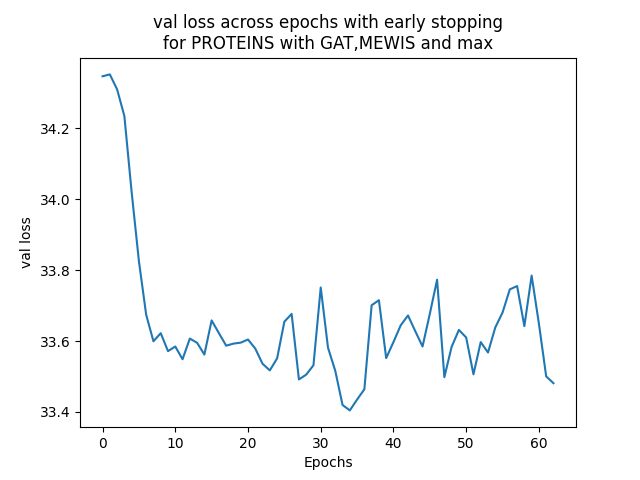 val loss across epochs with early stopping
for PROTEINS with GAT,MEWIS and max
34.2
34.0
33.8
33.6
33.4
val loss
0 10 20 30 40 50 60
Epochs